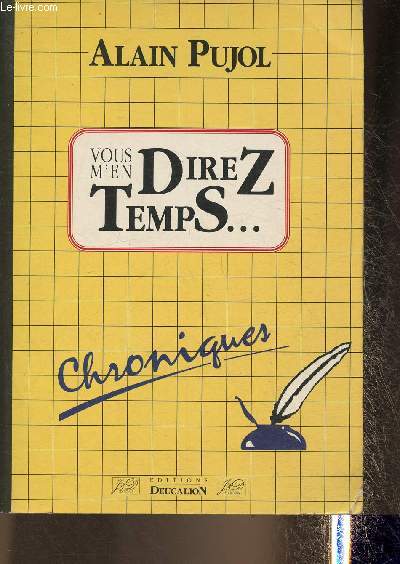 Le-livre.com
ALAIN PUJOL
VOUS
M'EN DIREZ
TEMPS...
Chroniques
EDITIONS
DEUCALION